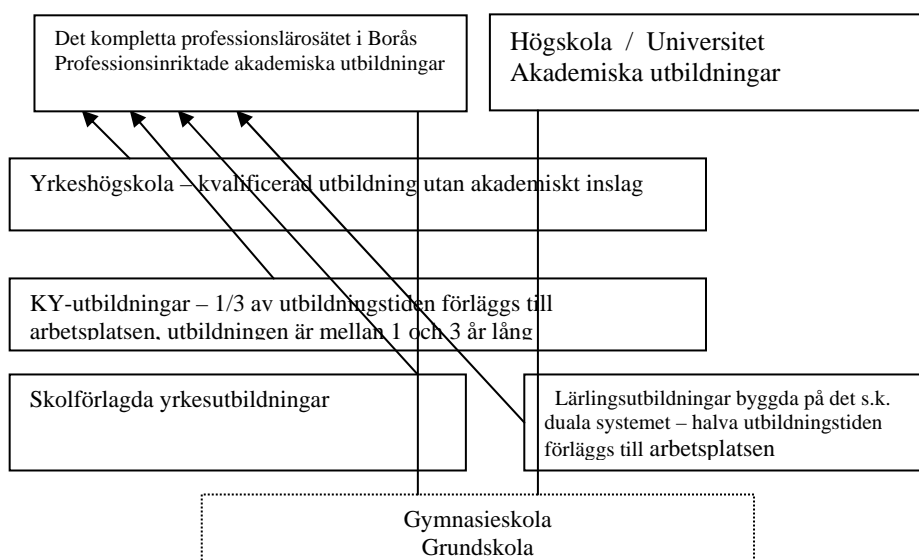 Det kompletta professionslärosätet i Borås
Professionsinriktade akademiska utbildningar
Högskola / Universitet
Akademiska utbildningar
Yrkeshögskola – kvalificerad utbildning utan akademiskt inslag
KY-utbildningar – 1/3 av utbildningstiden förläggs till
arbetsplatsen, utbildningen är mellan 1 och 3 år lång
Skolförlagda yrkesutbildningar
Lärlingsutbildningar byggda på det s.k.
duala systemet – halva utbildningstiden
förläggs till arbetsplatsen
Gymnasieskola
Grundskola